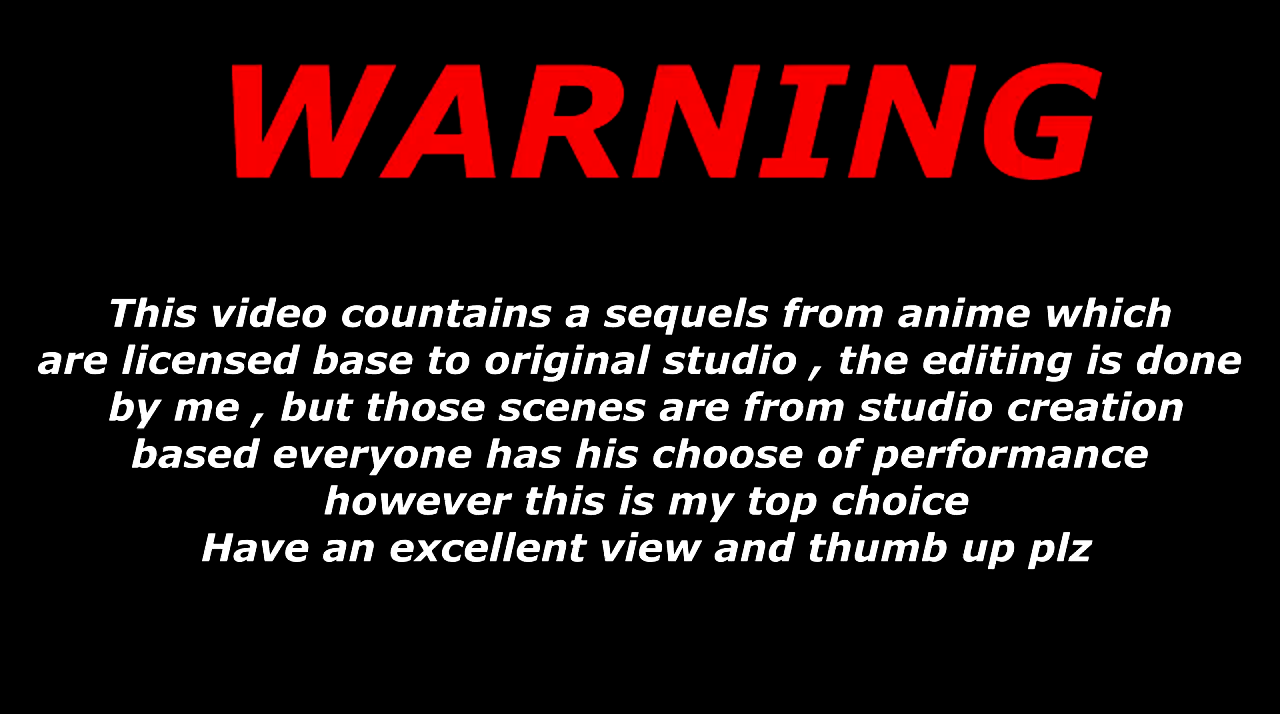 WARNING
This video countains a sequels from anime which
are licensed base to original studio , the editing is done
by me , but those scenes are from studio creation
based everyone has his choose of performance
however this is my top choice
Have an excellent view and thumb up plz